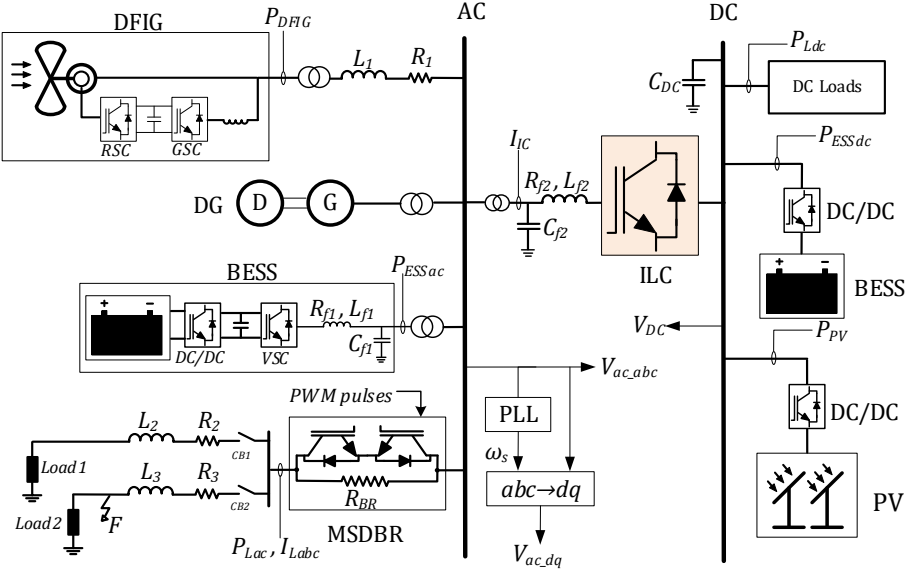 AC
DC
DFIG
P_DFIG
L_1
R_1
RSC
GSC
P_Ldc
C_DC
DC Loads
I_IC
R_f2, L_f2
C_f2
ILC
P_ESSdc
DC/DC
BESS
DG
D
G
BESS
P_ESSac
+ −
R_f1, L_f1
C_f1
DC/DC
VSC
+ −
V_DC
P_PV
DC/DC
PV
V_ac_abc
PLL
ω_s
abc→dq
V_ac_dq
PWM pulses
L_2
R_2
CB1
Load 1
L_3
R_3
CB2
Load 2
F
R_BR
MSDBR
P_Lac, I_Labc